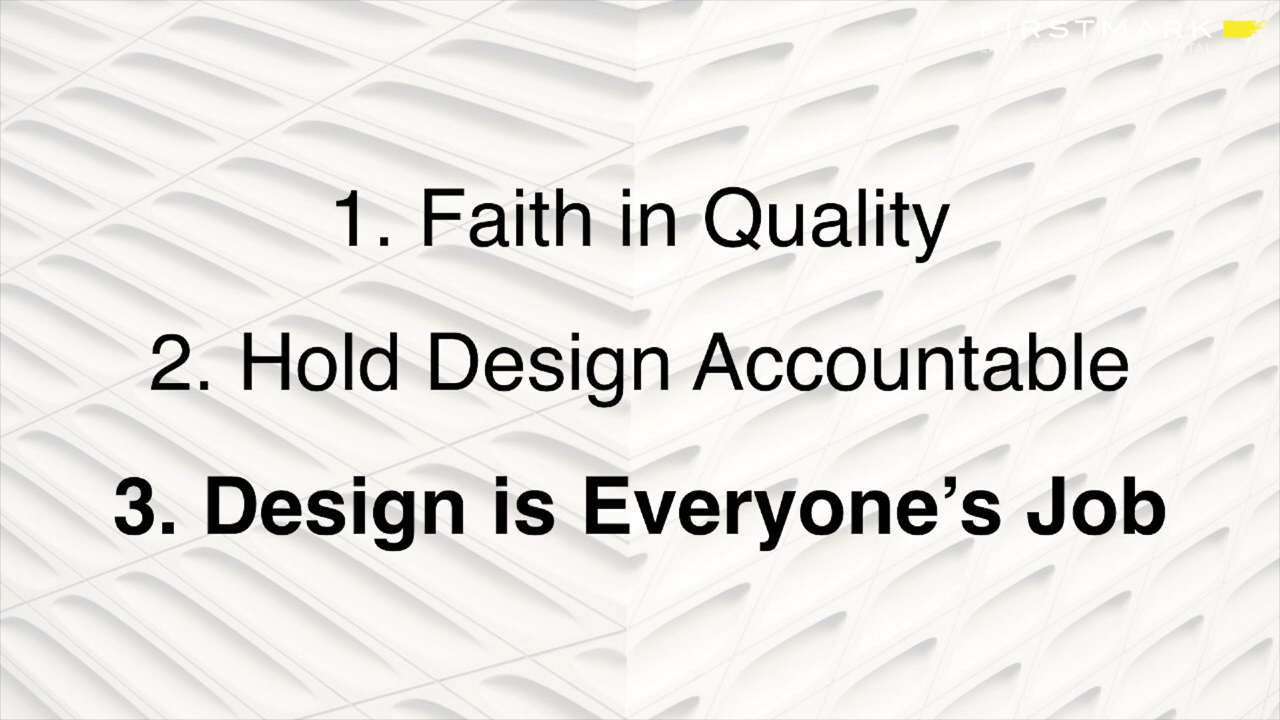 FIRSTMARK
1. Faith in Quality
2. Hold Design Accountable
3. Design is Everyone’s Job